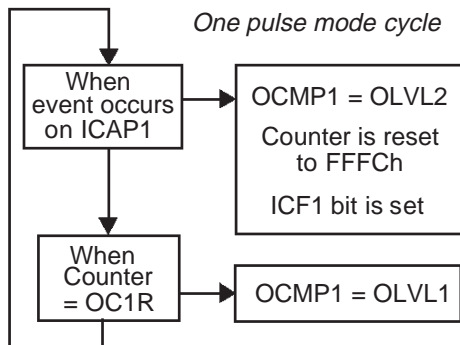 One pulse mode cycle
When
event occurs
on ICAP1
OCMP1 = OLVL2
Counter is reset
to FFFCh
ICF1 bit is set
When
Counter
= OC1R
OCMP1 = OLVL1